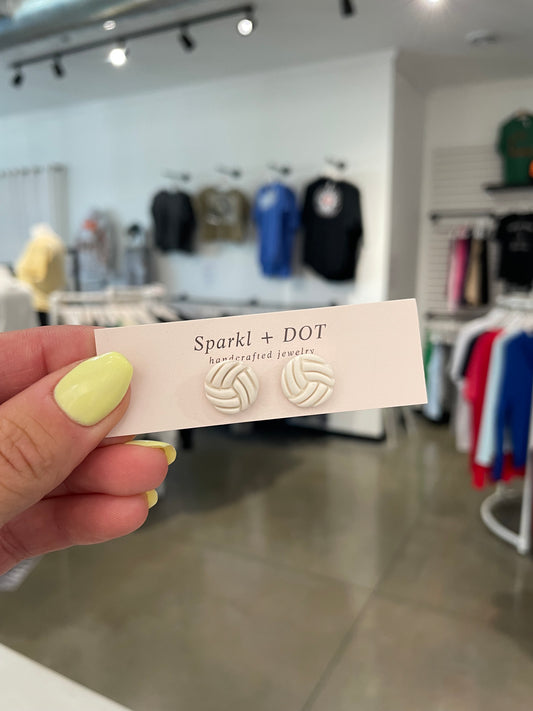 Sparkl + DOT
handcrafted jewelry